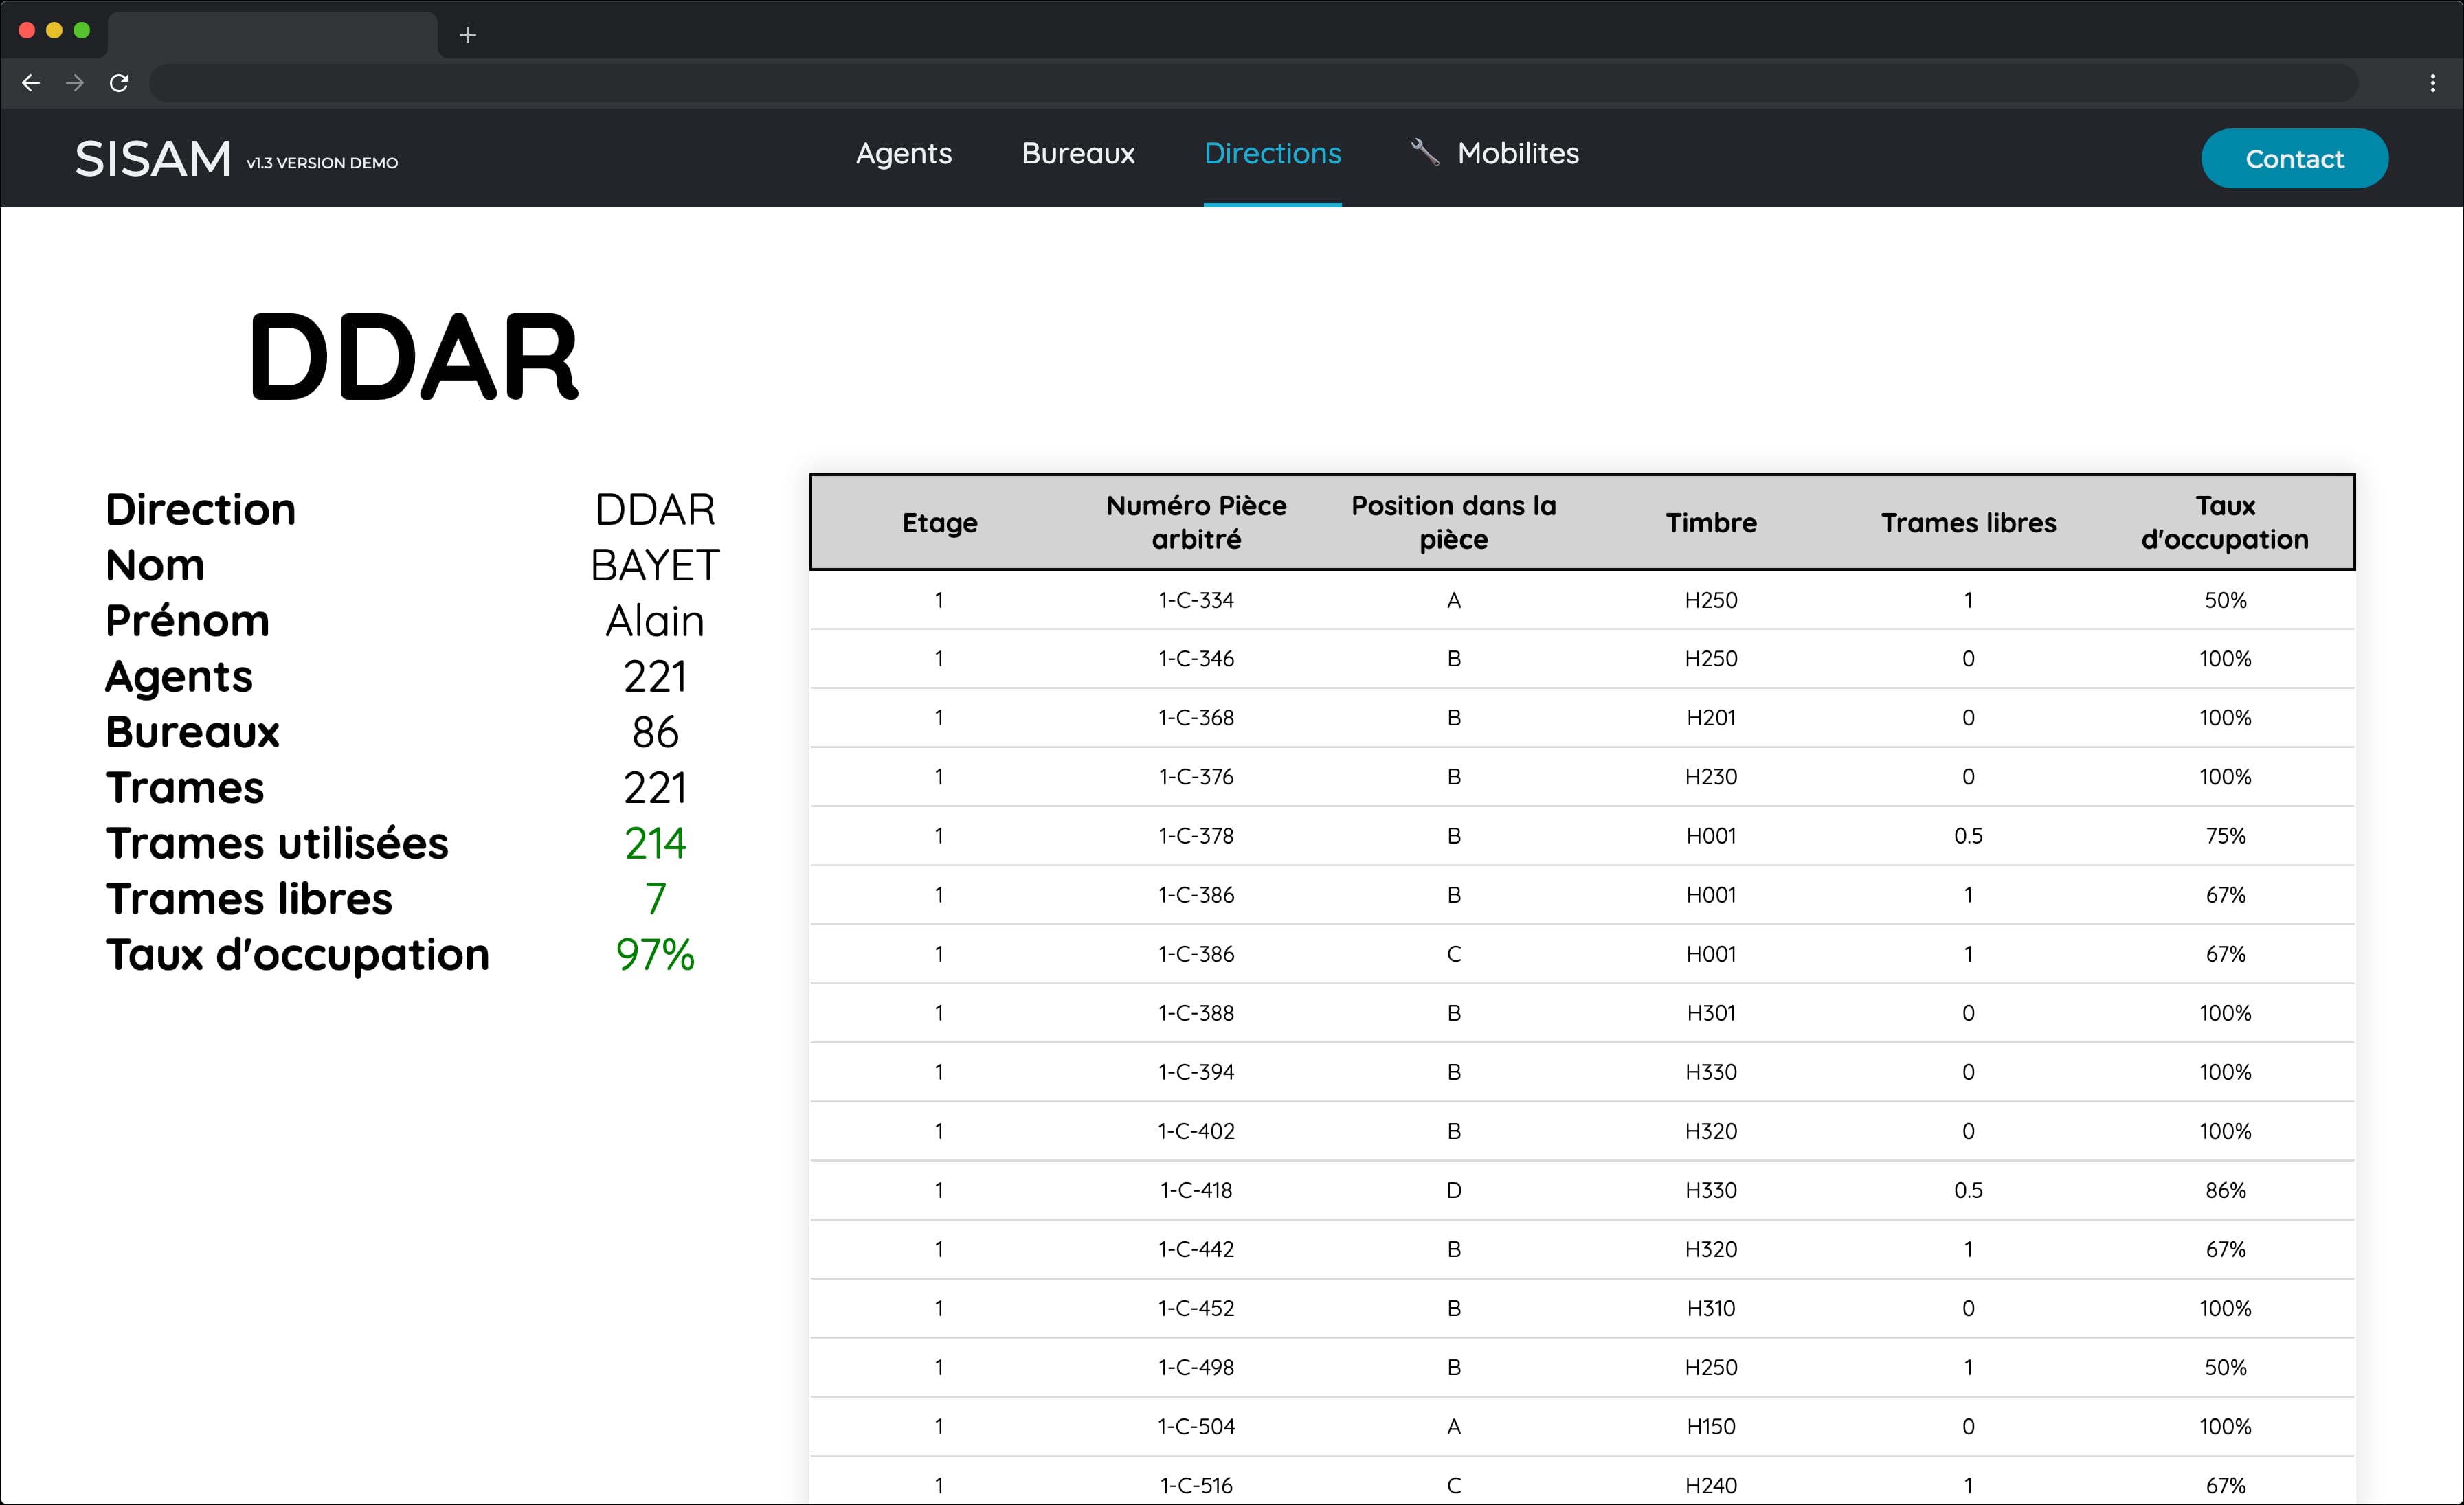 SISAM v1.3 VERSION DEMO Agents Bureaux Directions Mobilites Contact
DDAR
Direction DDAR
Nom BAYET
Prénom Alain
Agents 221
Bureaux 86
Trames 221
Trames utilisées 214
Trames libres 7
Taux d'occupation 97%
Etage Numéro Pièce arbitré Position dans la pièce Timbre Trames libres Taux d'occupation
1 1-C-334 A H250 1 50%
1 1-C-346 B H250 0 100%
1 1-C-368 B H201 0 100%
1 1-C-376 B H230 0 100%
1 1-C-378 B H001 0.5 75%
1 1-C-386 B H001 1 67%
1 1-C-386 C H001 1 67%
1 1-C-388 B H301 0 100%
1 1-C-394 B H330 0 100%
1 1-C-402 B H320 0 100%
1 1-C-418 D H330 0.5 86%
1 1-C-442 B H320 1 67%
1 1-C-452 B H310 0 100%
1 1-C-498 B H250 1 50%
1 1-C-504 A H150 0 100%
1 1-C-516 C H240 1 67%